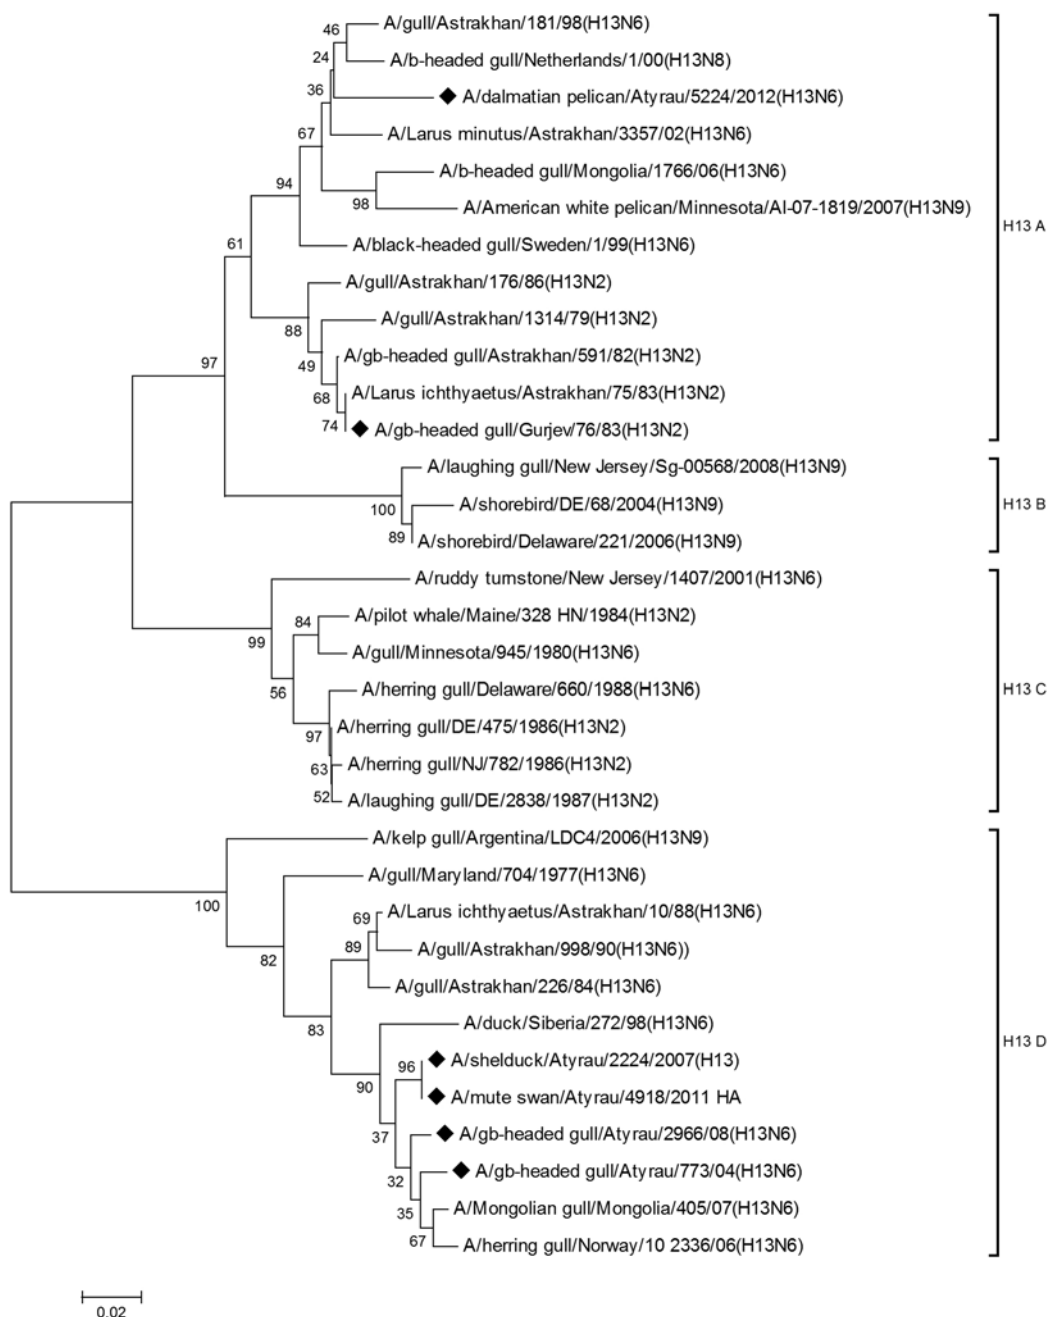 46
A/gull/Astrakhan/181/98(H13N6)
24
A/b-headed gull/Netherlands/1/00(H13N8)
36
A/dalmatian pelican/Atyrau/5224/2012(H13N6)
67
A/Larus minutus/Astrakhan/3357/02(H13N6)
A/b-headed gull/Mongolia/1766/06(H13N6)
94
98
A/American white pelican/Minnesota/AI-07-1819/2007(H13N9)
H13 A
61
A/black-headed gull/Sweden/1/99(H13N6)
A/gull/Astrakhan/176/86(H13N2)
88
A/gull/Astrakhan/1314/79(H13N2)
97
49
A/gb-headed gull/Astrakhan/591/82(H13N2)
68
A/Larus ichthyaetus/Astrakhan/75/83(H13N2)
74
A/gb-headed gull/Gurjev/76/83(H13N2)
A/laughing gull/New Jersey/Sg-00568/2008(H13N9)
100
A/shorebird/DE/68/2004(H13N9)
H13 B
89
A/shorebird/Delaware/221/2006(H13N9)
A/ruddy turnstone/New Jersey/1407/2001(H13N6)
84
A/pilot whale/Maine/328 HN/1984(H13N2)
99
A/gull/Minnesota/945/1980(H13N6)
56
A/herring gull/Delaware/660/1988(H13N6)
H13 C
97
A/herring gull/DE/475/1986(H13N2)
63
A/herring gull/NJ/782/1986(H13N2)
52
A/laughing gull/DE/2838/1987(H13N2)
A/kelp gull/Argentina/LDC4/2006(H13N9)
A/gull/Maryland/704/1977(H13N6)
100
69
A/Larus ichthyaetus/Astrakhan/10/88(H13N6)
89
A/gull/Astrakhan/998/90(H13N6))
82
A/gull/Astrakhan/226/84(H13N6)
83
A/duck/Siberia/272/98(H13N6)
H13 D
96
A/shelduck/Atyrau/2224/2007(H13)
90
A/mute swan/Atyrau/4918/2011 HA
37
A/gb-headed gull/Atyrau/2966/08(H13N6)
32
A/gb-headed gull/Atyrau/773/04(H13N6)
35
A/Mongolian gull/Mongolia/405/07(H13N6)
67
A/herring gull/Norway/10 2336/06(H13N6)
0.02